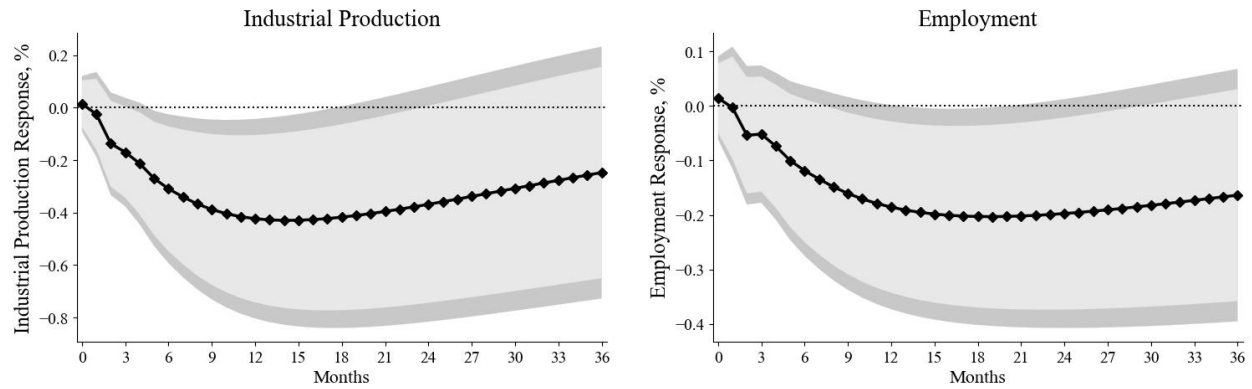 Industrial Production
Industrial Production Response, %
0.2
0.0
−0.2
−0.4
−0.6
−0.8
0 3 6 9 12 15 18 21 24 27 30 33 36
Months
Employment
Employment Response, %
0.1
0.0
−0.1
−0.2
−0.3
−0.4
0 3 6 9 12 15 18 21 24 27 30 33 36
Months